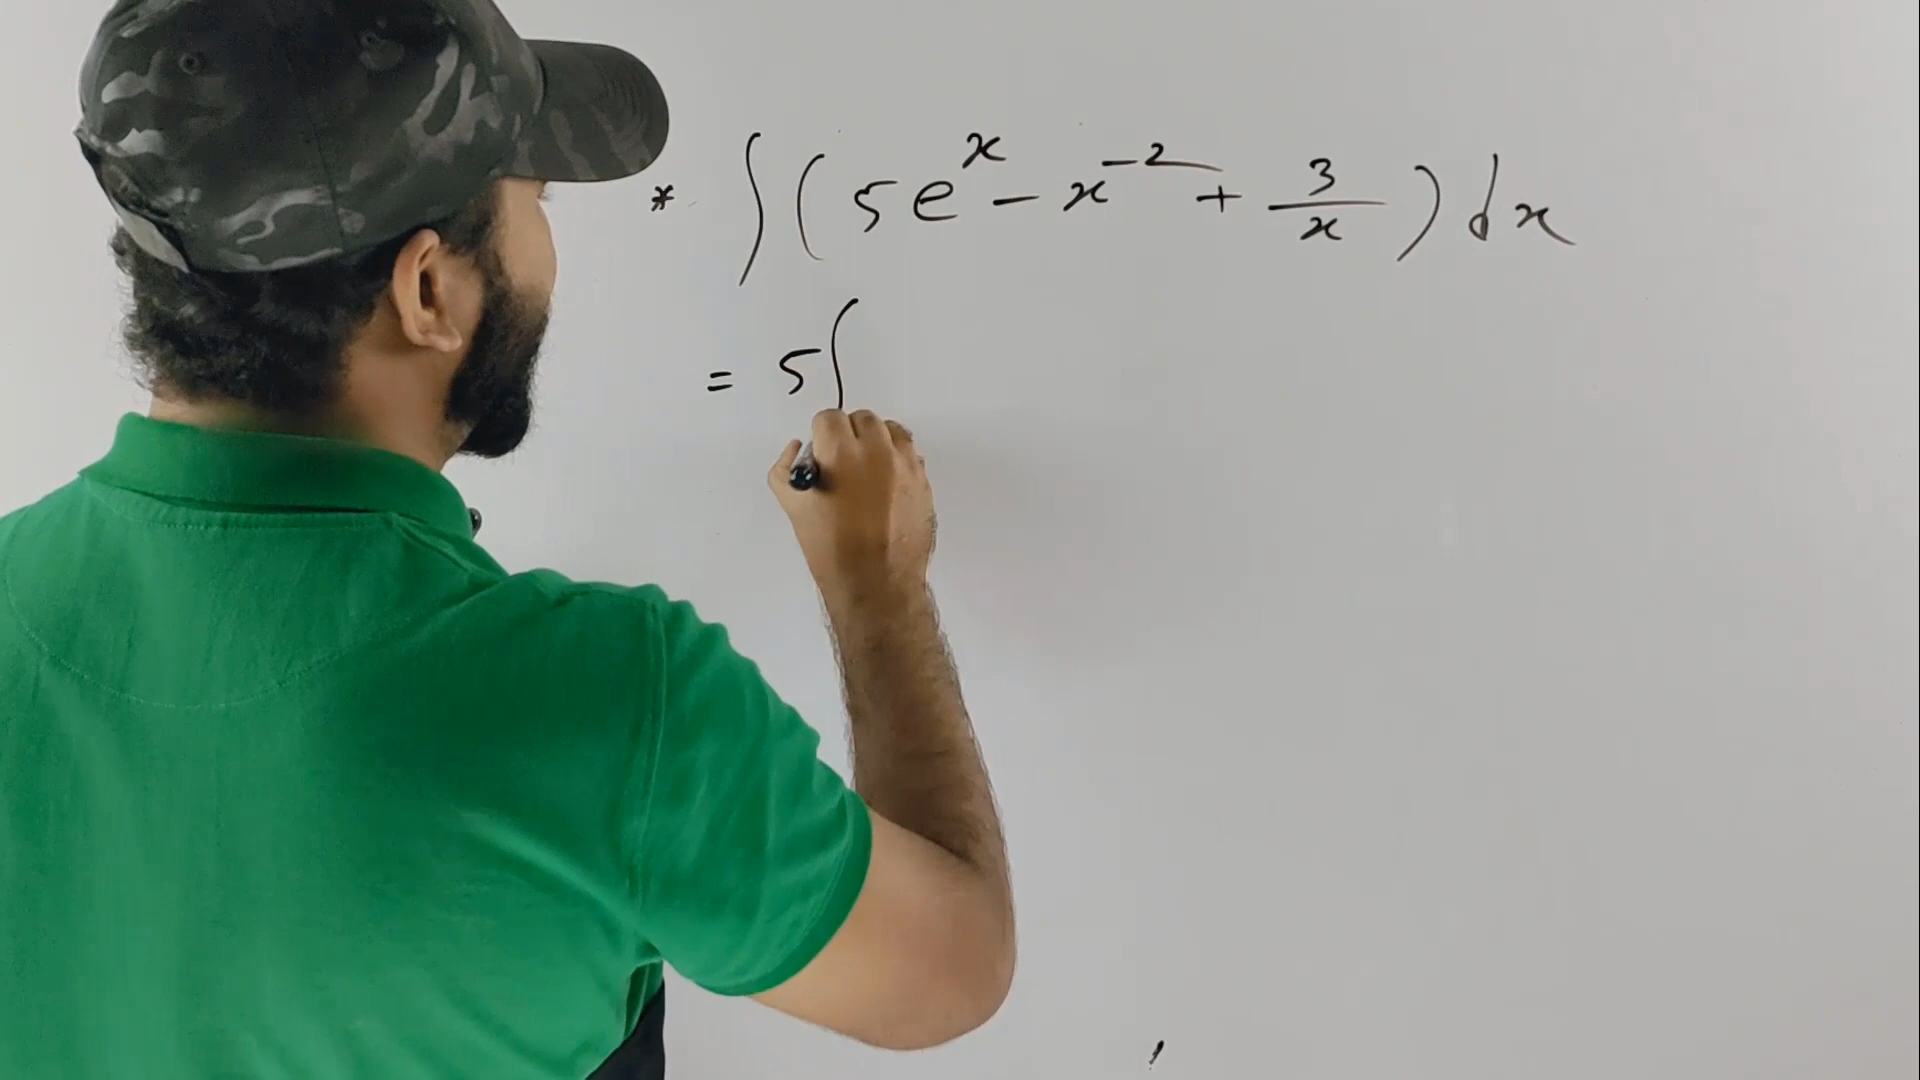 * ∫ ( 5e^x - x^-2 + 3/x ) dx
= 5 ∫